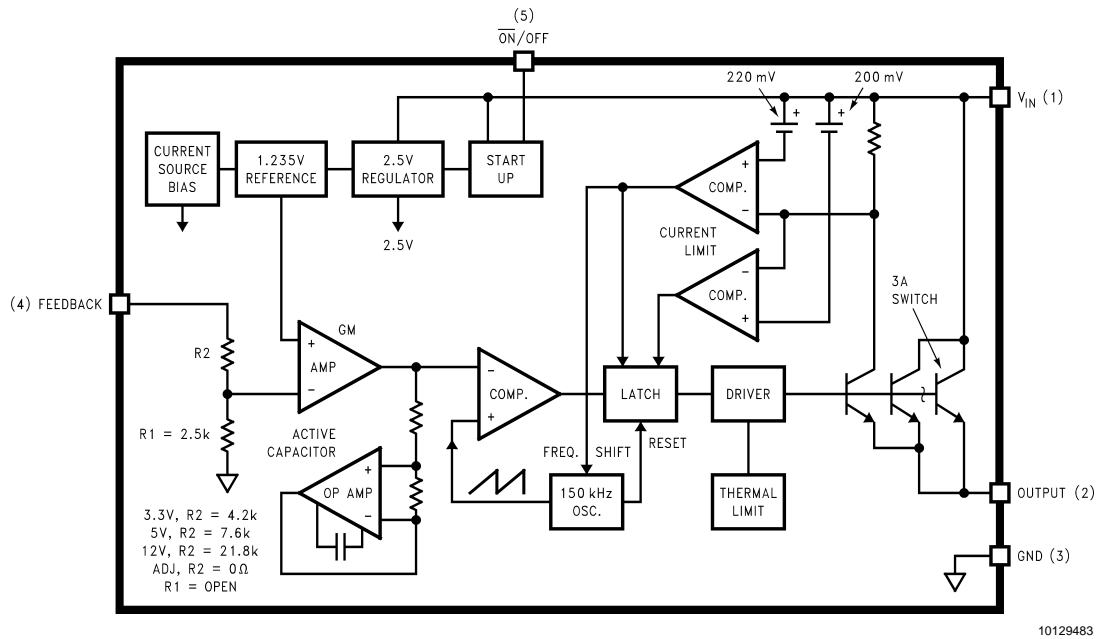 (5)
ON/OFF
220 mV
200 mV
V_IN (1)
CURRENT
SOURCE
BIAS
1.235V
REFERENCE
2.5V
REGULATOR
START
UP
2.5V
+
+
+
COMP.
−
CURRENT
LIMIT
−
COMP.
+
3A
SWITCH
(4) FEEDBACK
R2
R1 = 2.5k
GM
+
AMP
−
−
COMP.
+
LATCH
DRIVER
RESET
FREQ. SHIFT
150 kHz
OSC.
THERMAL
LIMIT
ACTIVE
CAPACITOR
+
OP AMP
−
3.3V, R2 = 4.2k
5V, R2 = 7.6k
12V, R2 = 21.8k
ADJ, R2 = 0Ω
R1 = OPEN
OUTPUT (2)
GND (3)
10129483